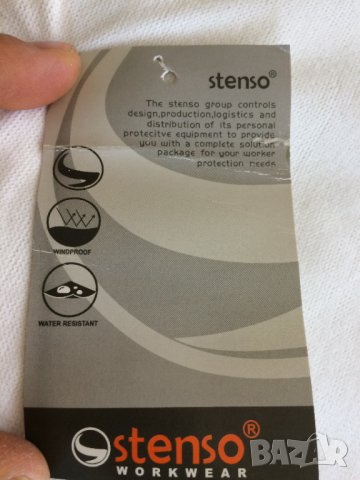 stenso®
The stenso group controls
design,production,logistics and
distribution of its personal
protecitve equipment to provide
you with a complete solution
package for your worker
protection needs
WINDPROOF
WATER RESISTANT
stenso®
WORKWEAR
BAZAR